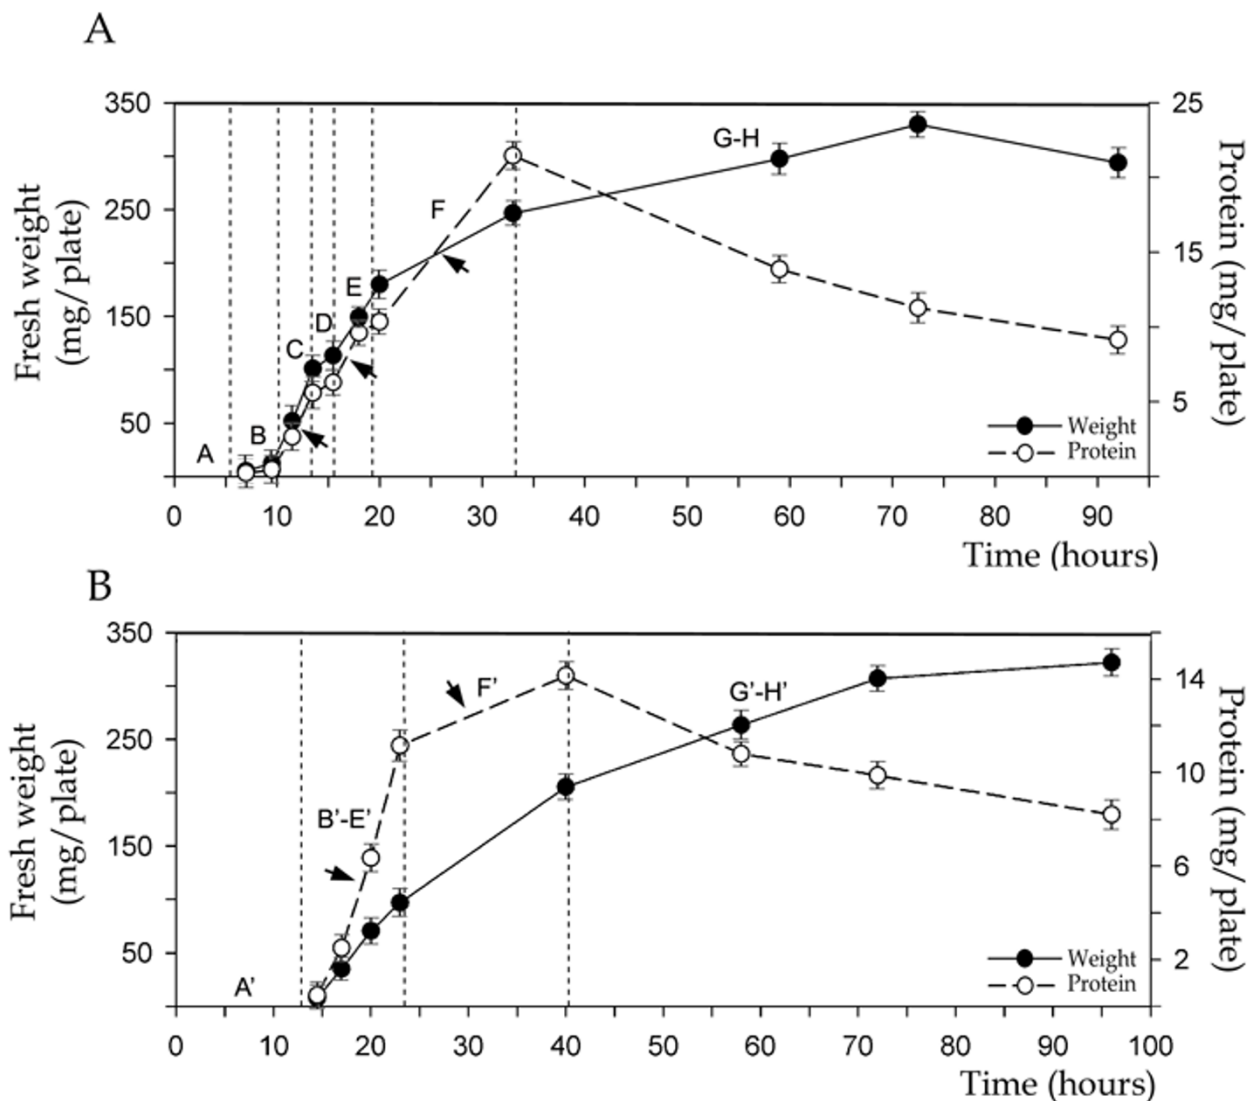 A
350
250
150
50
Fresh weight
(mg/plate)
25
15
5
Protein (mg/plate)
A
B
C
D
E
F
G-H
Weight
Protein
0 10 20 30 40 50 60 70 80 90
Time (hours)
B
350
250
150
50
Fresh weight
(mg/plate)
14
10
6
2
Protein (mg/plate)
A’
B’-E’
F’
G’-H’
Weight
Protein
0 10 20 30 40 50 60 70 80 90 100
Time (hours)